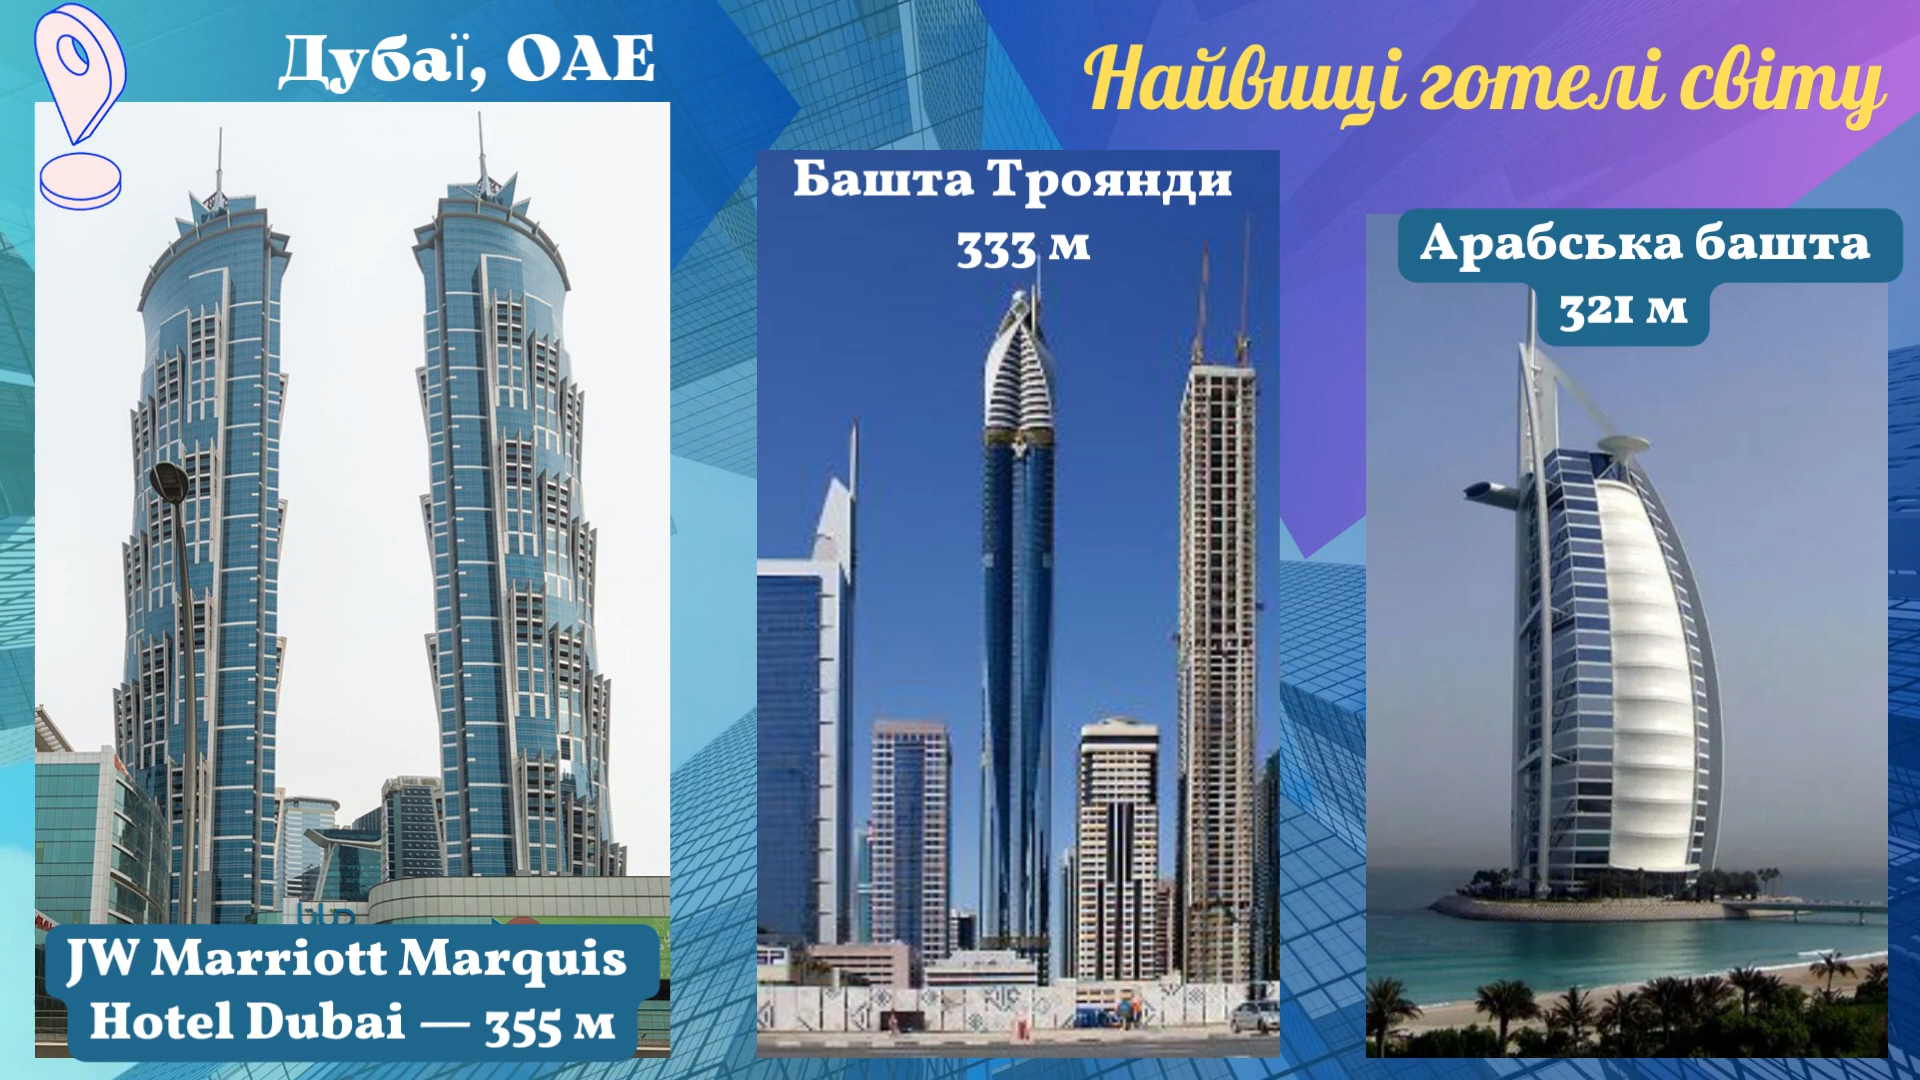 Дубаї, ОАЕ
Найвищі готелі світу
Башта Троянди
333 м
Арабська башта
321 м
JW Marriott Marquis
Hotel Dubai — 355 м